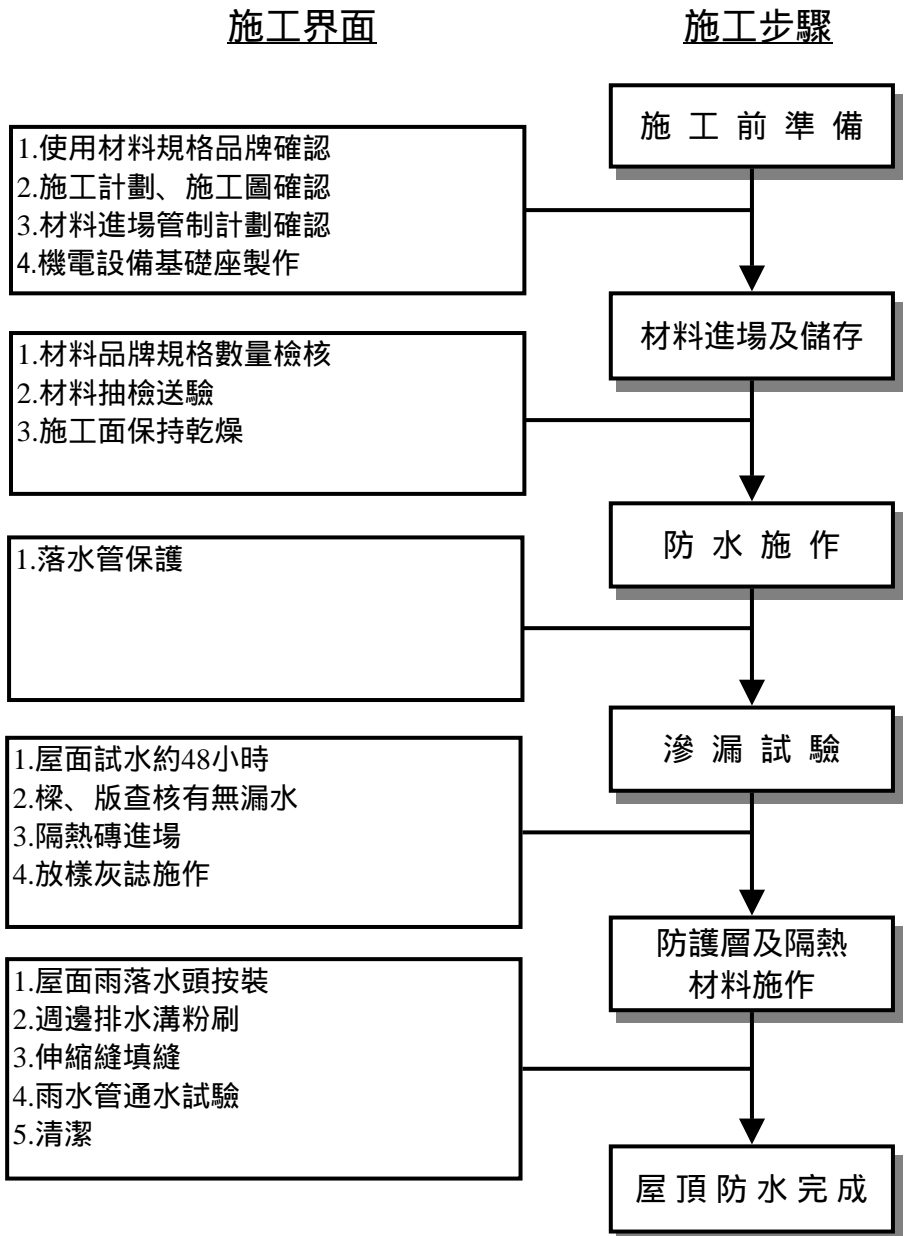 施工界面
施工步驟
施工前準備
1.使用材料規格品牌確認
2.施工計劃、施工圖確認
3.材料進場管制計劃確認
4.機電設備基礎座製作
材料進場及儲存
1.材料品牌規格數量檢核
2.材料抽檢送驗
3.施工面保持乾燥
防水施作
1.落水管保護
滲漏試驗
1.屋面試水約48小時
2.樑、版查核有無漏水
3.隔熱磚進場
4.放樣灰誌施作
防護層及隔熱
材料施作
1.屋面雨落水頭按裝
2.週邊排水溝粉刷
3.伸縮縫填縫
4.雨水管通水試驗
5.清潔
屋頂防水完成